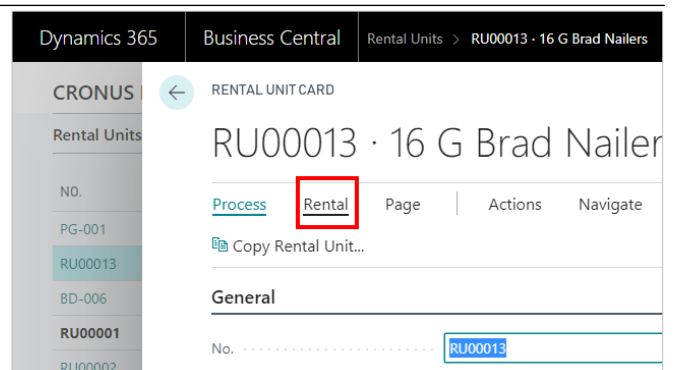 Dynamics 365 Business Central Rental Units > RU00013 · 16 G Brad Nailers
CRONUS
Rental Units
NO.
PG-001
RU00013
BD-006
RU00001
RU00002
← RENTAL UNIT CARD
RU00013 · 16 G Brad Nailer
Process Rental Page Actions Navigate
Copy Rental Unit...
General
No. RU00013